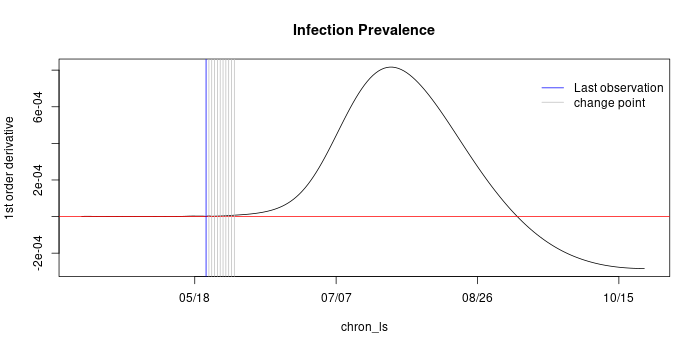 Infection Prevalence
1st order derivative
6e-04
2e-04
-2e-04
Last observation
change point
05/18
07/07
08/26
10/15
chron_ls